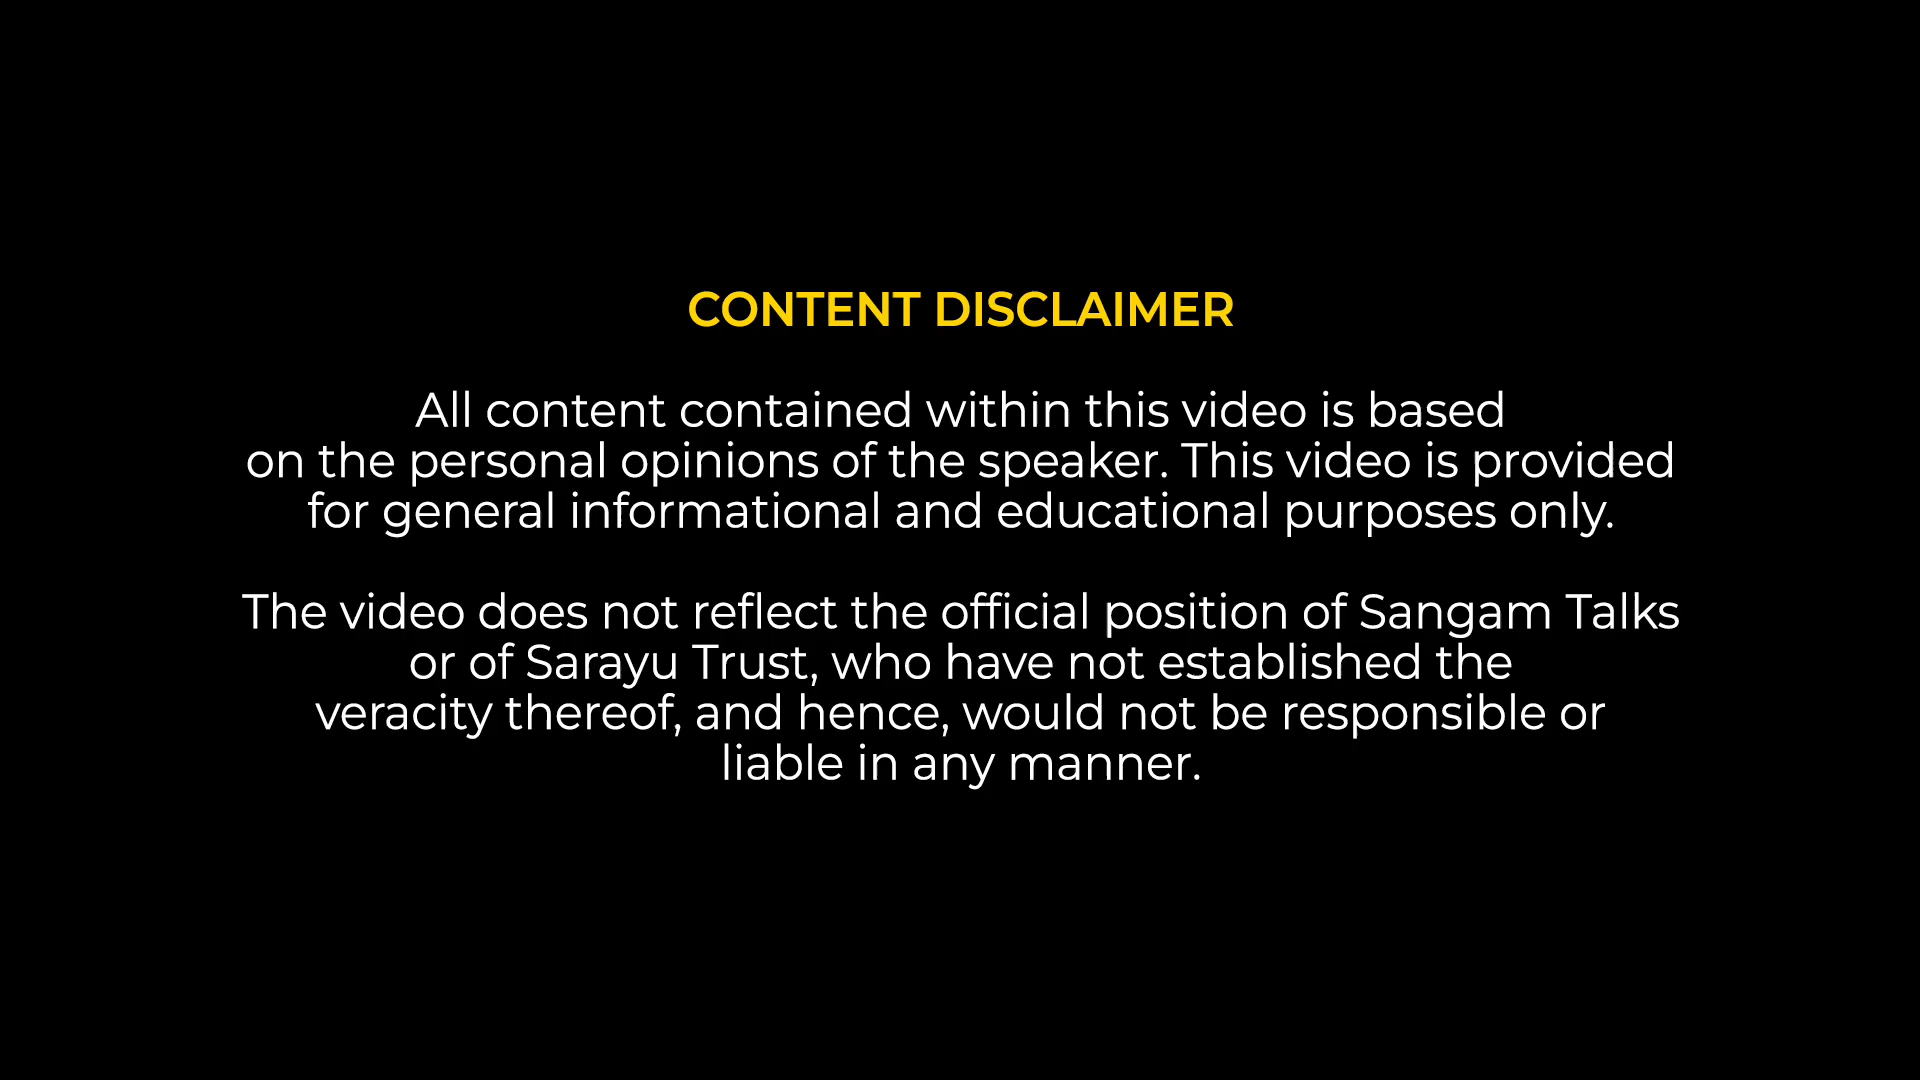 CONTENT DISCLAIMER
All content contained within this video is based
on the personal opinions of the speaker. This video is provided
for general informational and educational purposes only.
The video does not reflect the official position of Sangam Talks
or of Sarayu Trust, who have not established the
veracity thereof, and hence, would not be responsible or
liable in any manner.